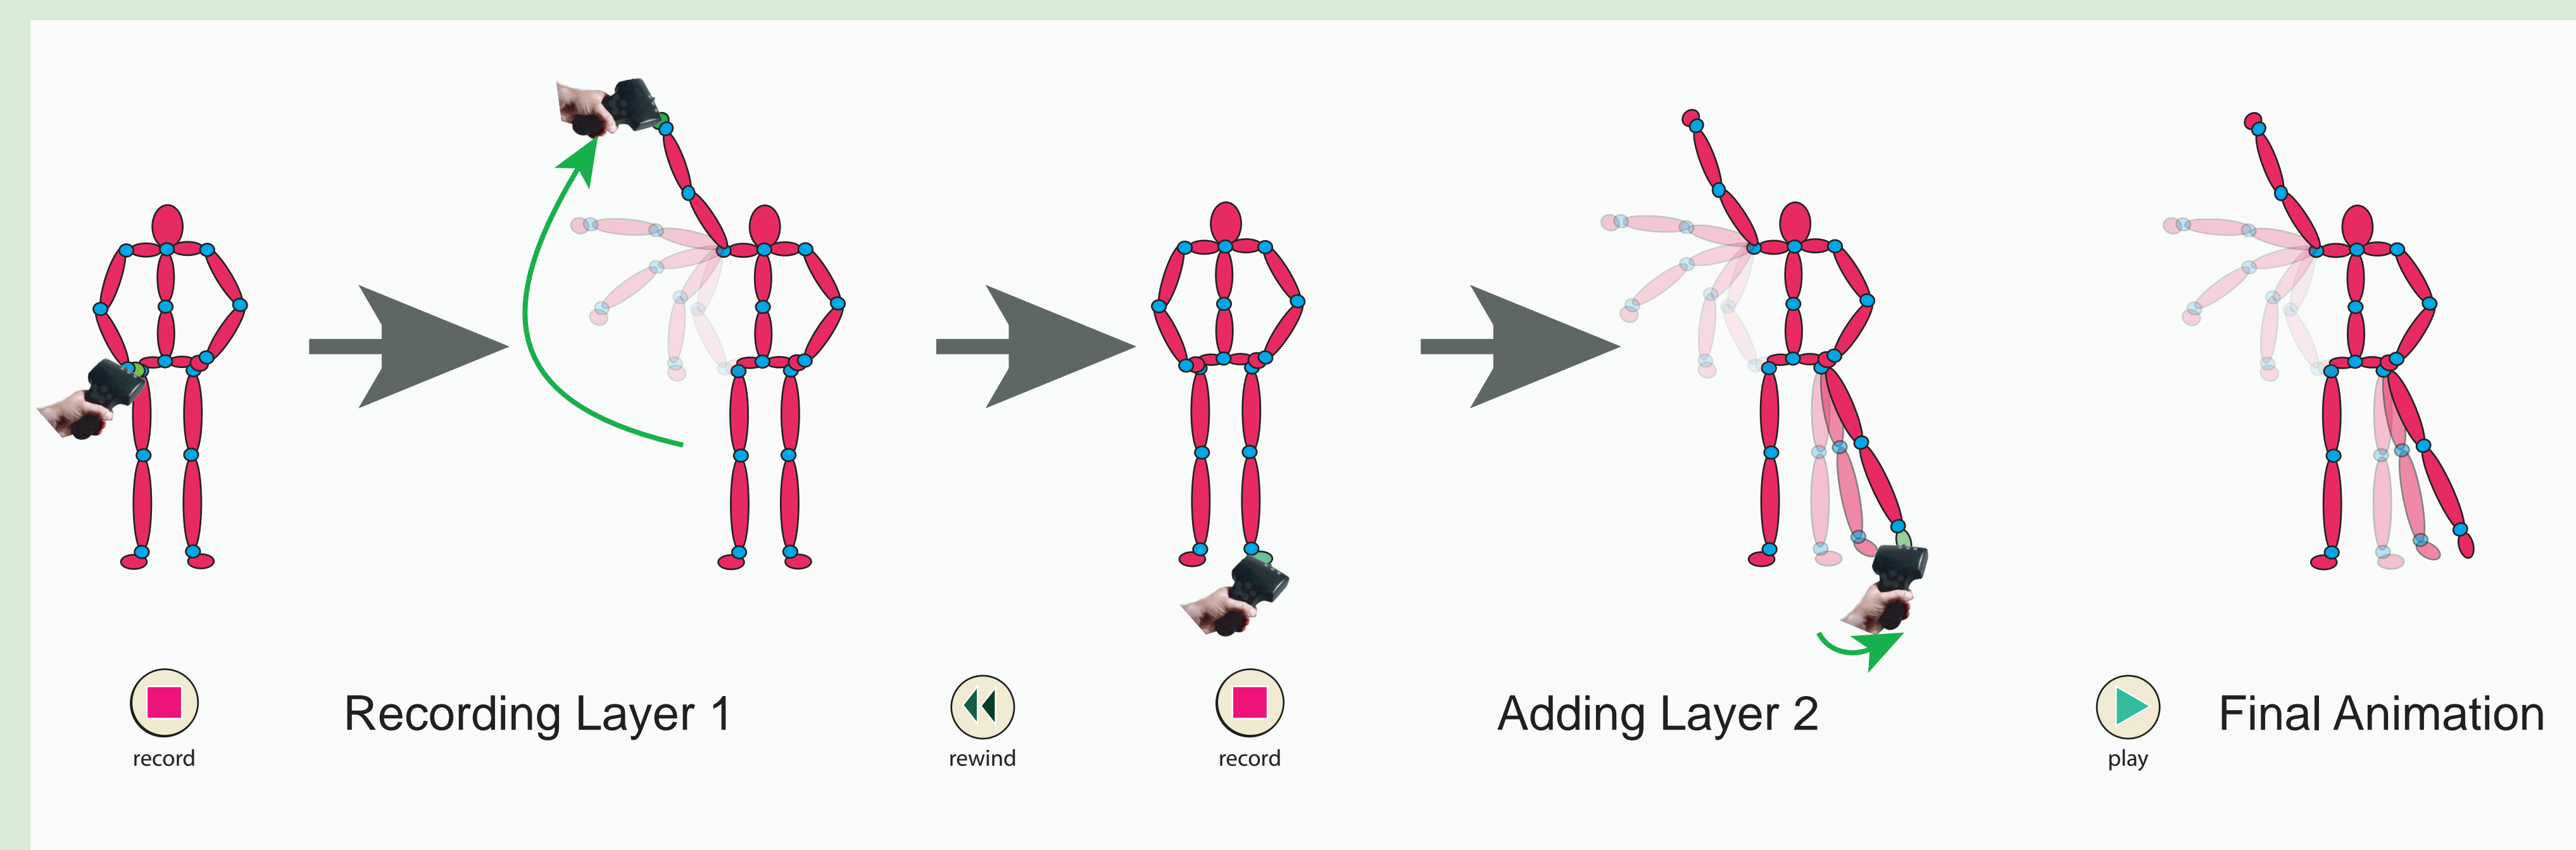 Recording Layer 1
Adding Layer 2
Final Animation
record
rewind
record
play